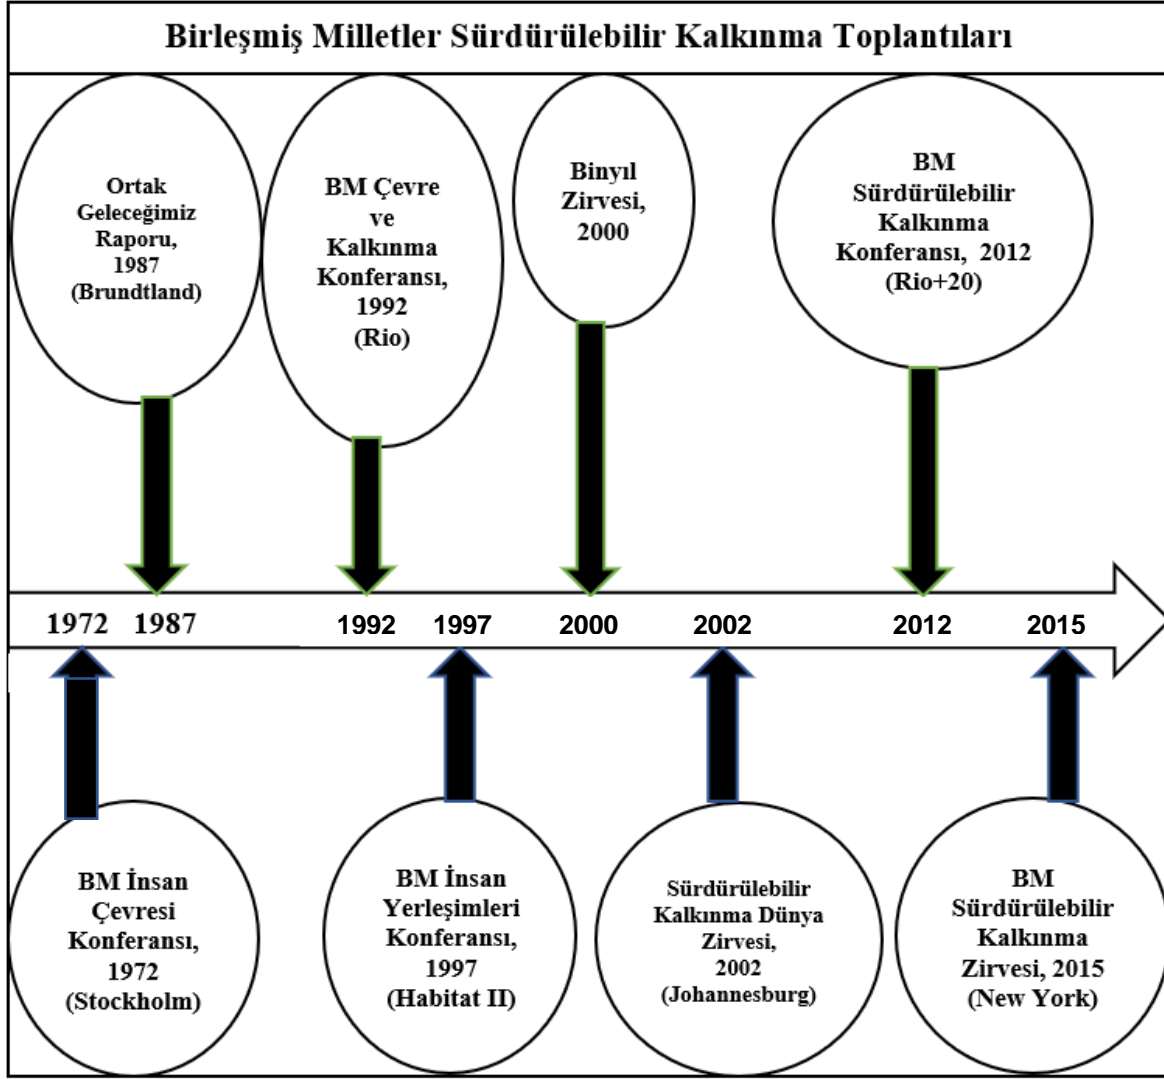 Birleşmiş Milletler Sürdürülebilir Kalkınma Toplantıları
Ortak
Geleceğimiz
Raporu,
1987
(Brundtland)
BM Çevre
ve
Kalkınma
Konferansı,
1992
(Rio)
Binyıl
Zirvesi,
2000
BM
Sürdürülebilir
Kalkınma
Konferansı, 2012
(Rio+20)
1972 1987 1992 1997 2000 2002 2012 2015
BM İnsan
Çevresi
Konferansı,
1972
(Stockholm)
BM İnsan
Yerleşimleri
Konferansı,
1997
(Habitat II)
Sürdürülebilir
Kalkınma Dünya
Zirvesi,
2002
(Johannesburg)
BM
Sürdürülebilir
Kalkınma
Zirvesi, 2015
(New York)